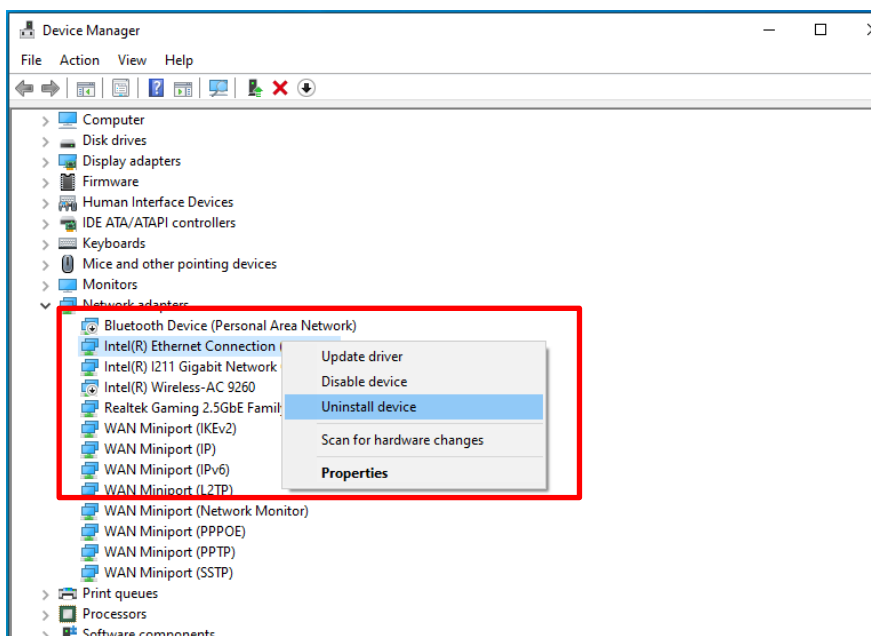 Device Manager
File Action View Help
Computer
Disk drives
Display adapters
Firmware
Human Interface Devices
IDE ATA/ATAPI controllers
Keyboards
Mice and other pointing devices
Monitors
Network adapters
Bluetooth Device (Personal Area Network)
Intel(R) Ethernet Connection (
Intel(R) I211 Gigabit Network
Intel(R) Wireless-AC 9260
Realtek Gaming 2.5GbE Family
WAN Miniport (IKEv2)
WAN Miniport (IP)
WAN Miniport (IPv6)
WAN Miniport (L2TP)
WAN Miniport (Network Monitor)
WAN Miniport (PPPOE)
WAN Miniport (PPTP)
WAN Miniport (SSTP)
Print queues
Processors
Software components
Update driver
Disable device
Uninstall device
Scan for hardware changes
Properties